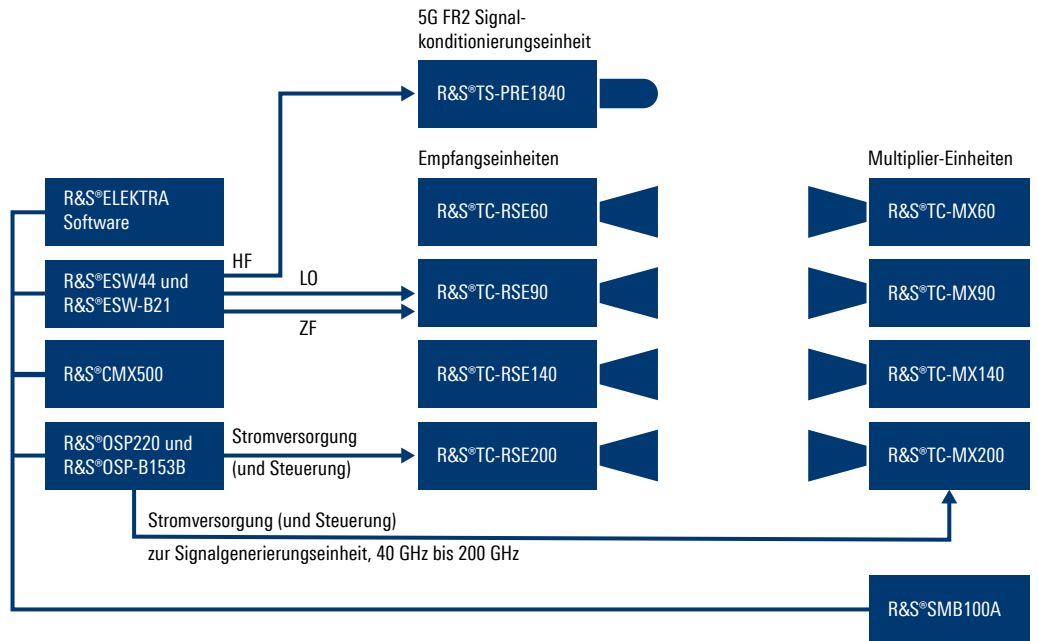 5G FR2 Signal-
konditionierungseinheit
R&S®TS-PRE1840
Empfangseinheiten
Multiplier-Einheiten
R&S®ELEKTRA
Software
R&S®TC-RSE60
R&S®TC-MX60
HF
R&S®ESW44 und
R&S®ESW-B21
LO
ZF
R&S®TC-RSE90
R&S®TC-MX90
R&S®CMX500
R&S®TC-RSE140
R&S®TC-MX140
R&S®OSP220 und
R&S®OSP-B153B
Stromversorgung
(und Steuerung)
R&S®TC-RSE200
R&S®TC-MX200
Stromversorgung (und Steuerung)
zur Signalgenerierungseinheit, 40 GHz bis 200 GHz
R&S®SMB100A